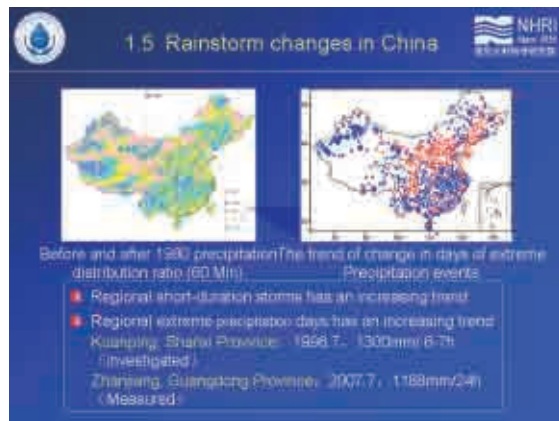 1.5 Rainstorm changes in China
NHRI
Before and after 1980 precipitation
distribution ratio (60 Min)
The trend of change in days of extreme
Precipitation events
Regional short-duration storms has an increasing trend
Regional extreme precipitation days has an increasing trend
Kuanping, Shanxi Province：1998.7，1300mm/ 6-7h
（Investigated）
Zhanjiang, Guangdong Province：2007.7，1188mm/24h
（Measured）